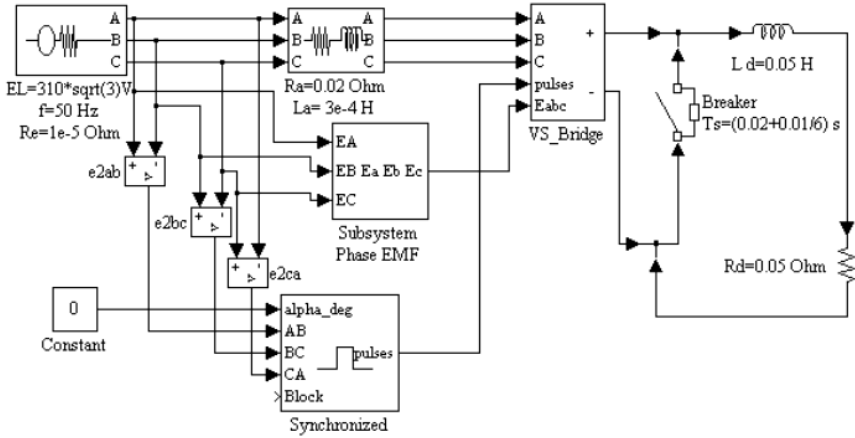 A
B
C
EL=310*sqrt(3)V
f=50 Hz
Re=1e-5 Ohm
A A
B B
C C
Ra=0.02 Ohm
La= 3e-4 H
A
B
C
pulses
Eabc
+
-
VS_Bridge
L d=0.05 H
Breaker
Ts=(0.02+0.01/6) s
Rd=0.05 Ohm
+ -
v
e2ab
+ -
v
e2bc
+ -
v
e2ca
EA
EB Ea Eb Ec
EC
Subsystem
Phase EMF
0
Constant
alpha_deg
AB
BC
CA
Block
pulses
Synchronized